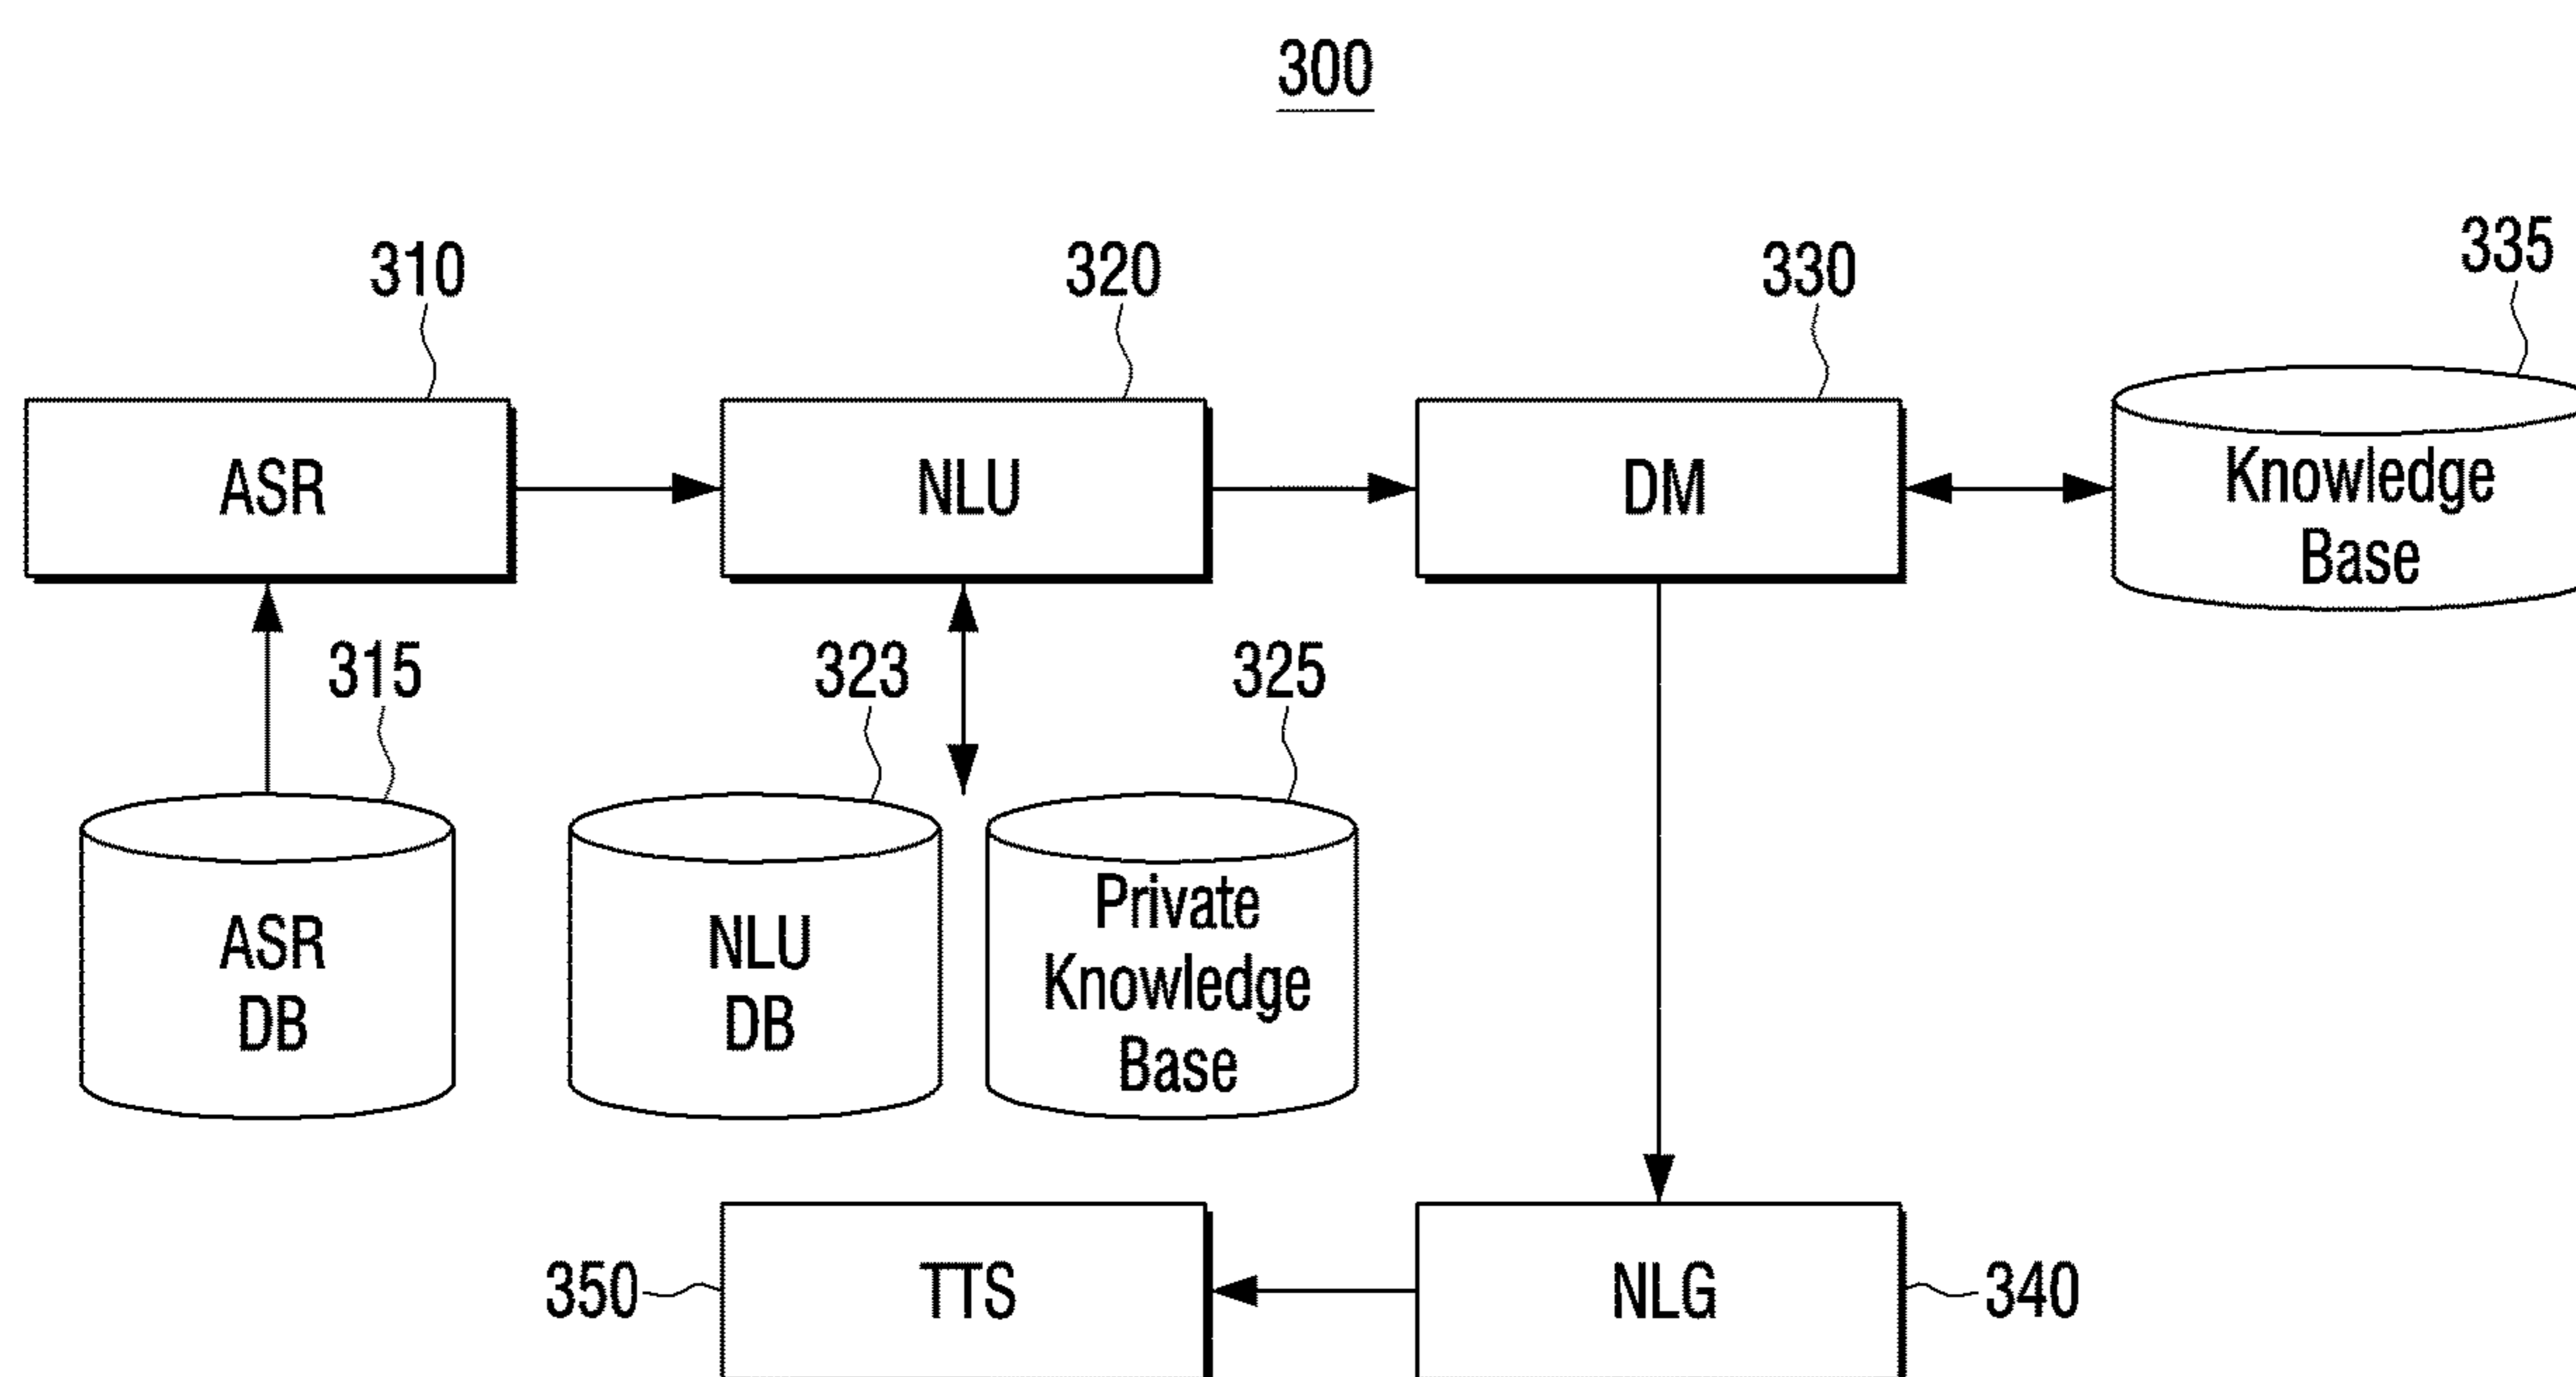 300
310
320
330
335
ASR
NLU
DM
Knowledge
Base
315
323
325
ASR
DB
NLU
DB
Private
Knowledge
Base
350
TTS
NLG
340